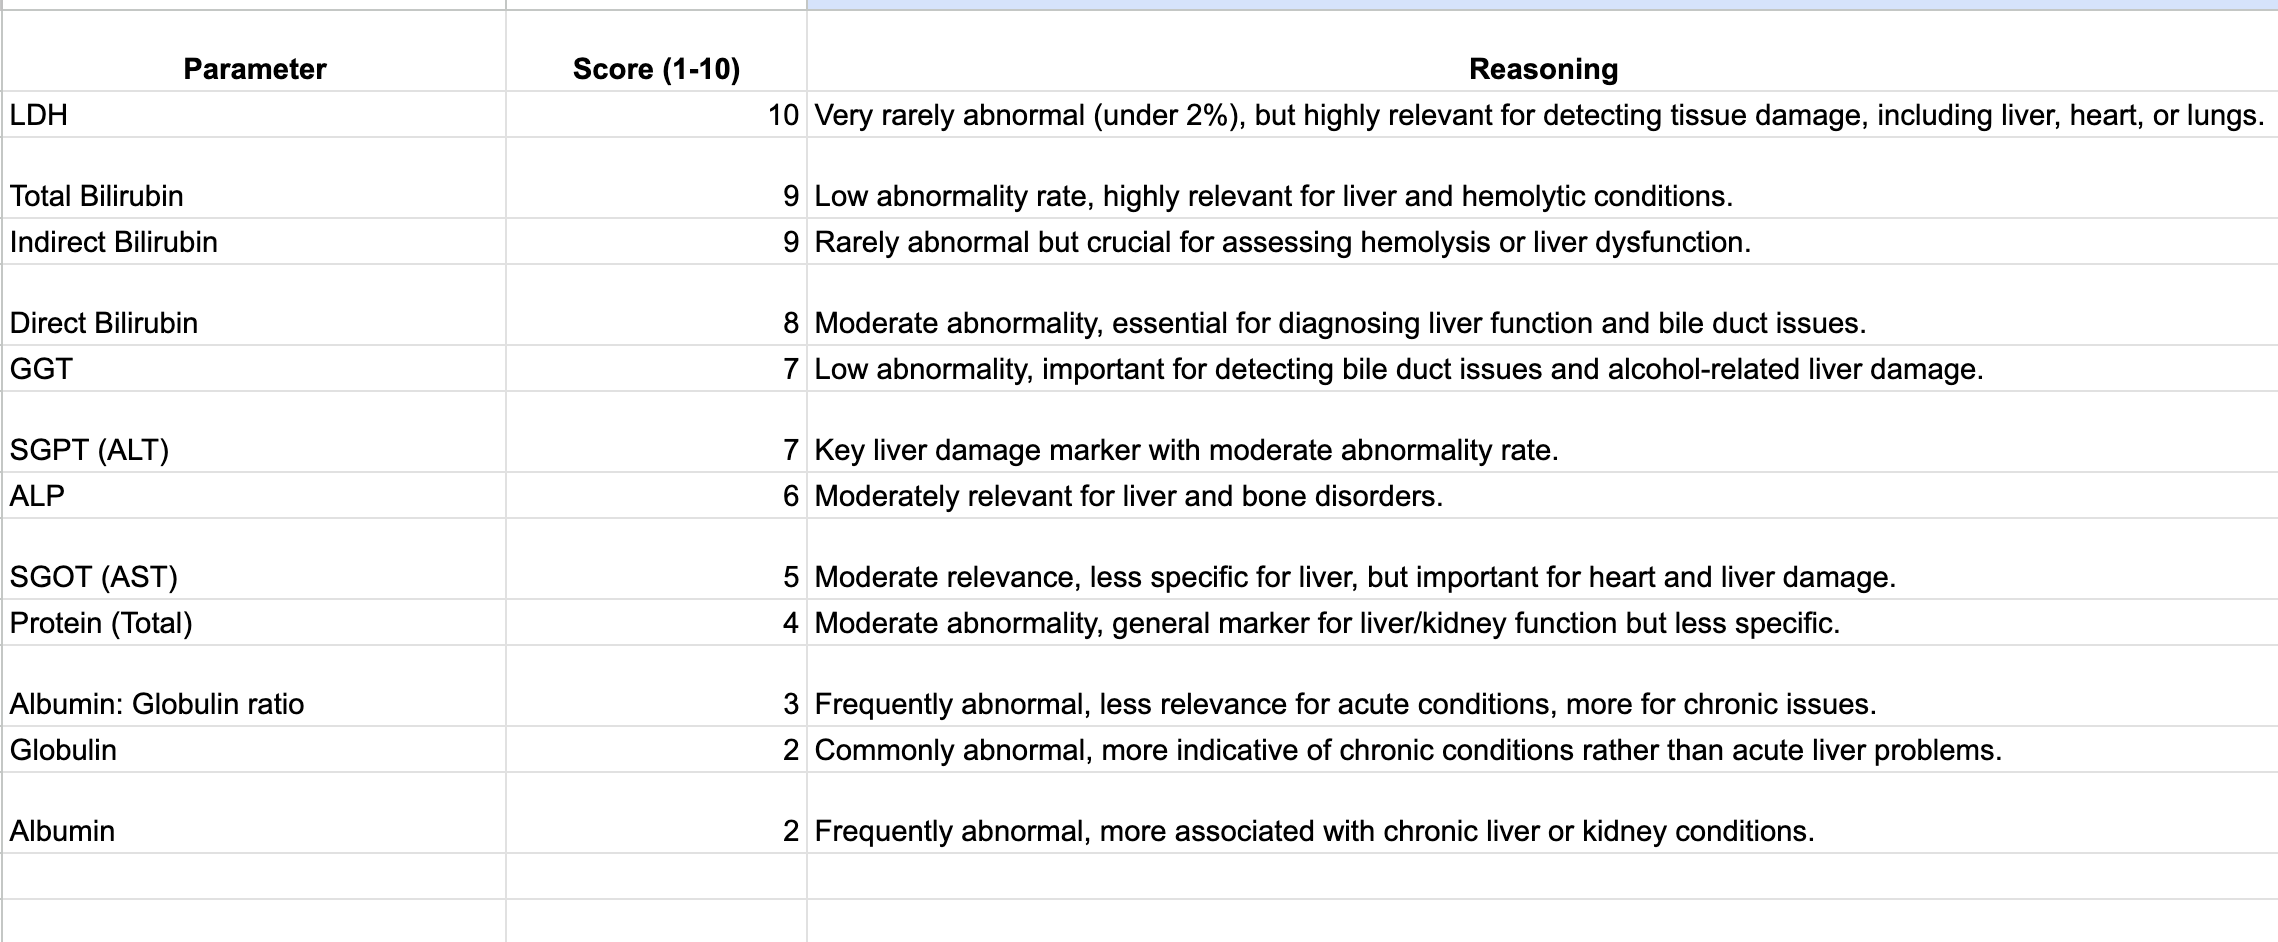 Parameter Score (1-10) Reasoning
LDH 10 Very rarely abnormal (under 2%), but highly relevant for detecting tissue damage, including liver, heart, or lungs.
Total Bilirubin 9 Low abnormality rate, highly relevant for liver and hemolytic conditions.
Indirect Bilirubin 9 Rarely abnormal but crucial for assessing hemolysis or liver dysfunction.
Direct Bilirubin 8 Moderate abnormality, essential for diagnosing liver function and bile duct issues.
GGT 7 Low abnormality, important for detecting bile duct issues and alcohol-related liver damage.
SGPT (ALT) 7 Key liver damage marker with moderate abnormality rate.
ALP 6 Moderately relevant for liver and bone disorders.
SGOT (AST) 5 Moderate relevance, less specific for liver, but important for heart and liver damage.
Protein (Total) 4 Moderate abnormality, general marker for liver/kidney function but less specific.
Albumin: Globulin ratio 3 Frequently abnormal, less relevance for acute conditions, more for chronic issues.
Globulin 2 Commonly abnormal, more indicative of chronic conditions rather than acute liver problems.
Albumin 2 Frequently abnormal, more associated with chronic liver or kidney conditions.